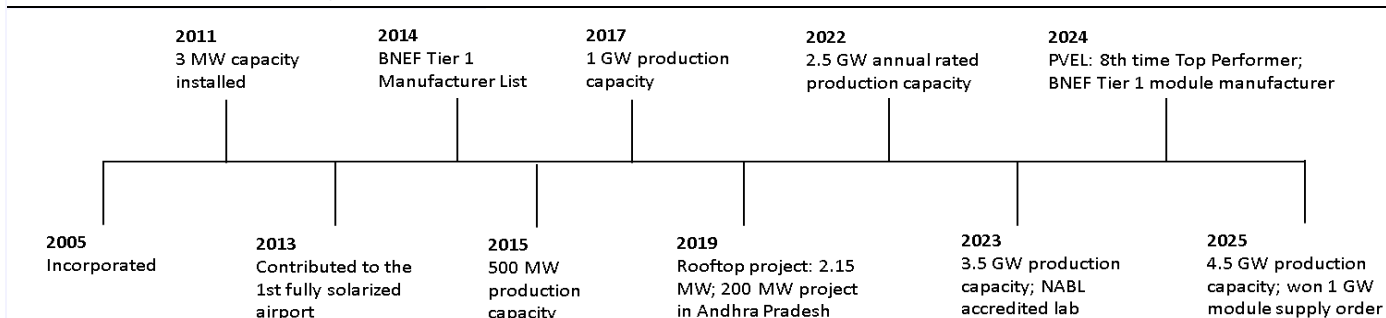 2011
3 MW capacity
installed
2014
BNEF Tier 1
Manufacturer List
2017
1 GW production
capacity
2022
2.5 GW annual rated
production capacity
2024
PVEL: 8th time Top Performer;
BNEF Tier 1 module manufacturer
2005
Incorporated
2013
Contributed to the
1st fully solarized
airport
2015
500 MW
production
capacity
2019
Rooftop project: 2.15
MW; 200 MW project
in Andhra Pradesh
2023
3.5 GW production
capacity; NABL
accredited lab
2025
4.5 GW production
capacity; won 1 GW
module supply order